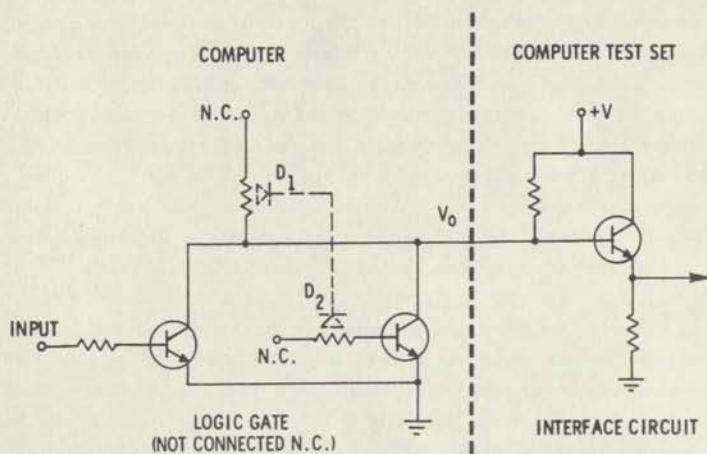 COMPUTER
COMPUTER TEST SET
N.C.
+V
D1
V0
D2
INPUT
N.C.
LOGIC GATE
(NOT CONNECTED N.C.)
INTERFACE CIRCUIT